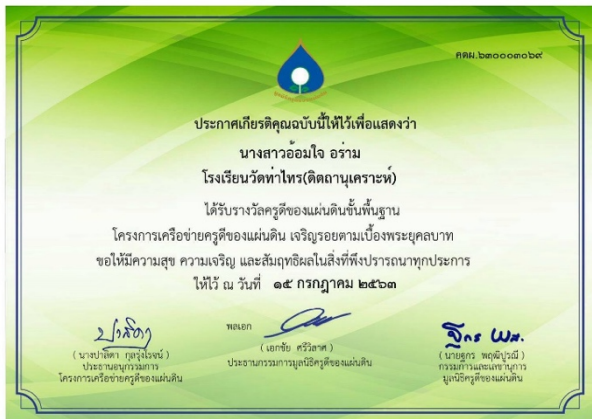 คดผ.๖๓๐๐๐๓๐๖๙
ประกาศเกียรติคุณฉบับนี้ให้ไว้เพื่อแสดงว่า
นางสาวอ้อมใจ อร่าม
โรงเรียนวัดท่าไทร(ดิตถานุเคราะห์)
ได้รับรางวัลครูดีของแผ่นดินขั้นพื้นฐาน
โครงการเครือข่ายครูดีของแผ่นดิน เจริญรอยตามเบื้องพระยุคลบาท
ขอให้มีความสุข ความเจริญ และสัมฤทธิผลในสิ่งที่พึงปรารถนาทุกประการ
ให้ไว้ ณ วันที่ ๑๕ กรกฎาคม ๒๕๖๓
พลเอก
( นางปาลิตา กุลรุ่งโรจน์ )
ประธานอนุกรรมการ
โครงการเครือข่ายครูดีของแผ่นดิน
( เอกชัย ศรีวิลาศ )
ประธานกรรมการมูลนิธิครูดีของแผ่นดิน
( นายฐกร พฤฒิปูรณี )
กรรมการและเลขานุการ
มูลนิธิครูดีของแผ่นดิน